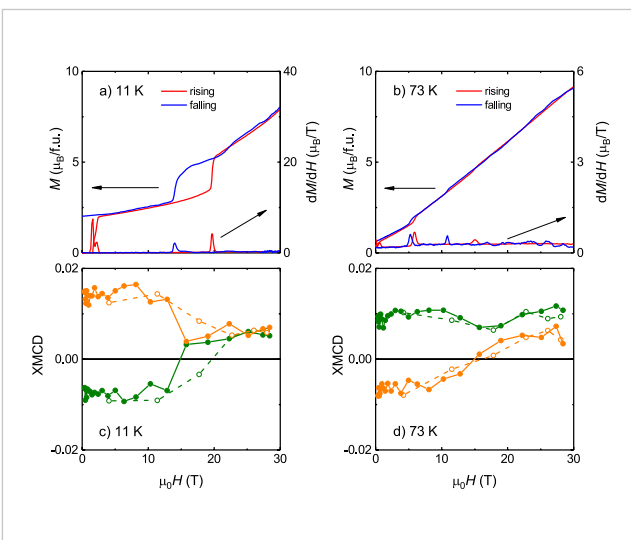 10
40
a) 11 K
rising
falling
M (μB/f.u.)
dM/dH (μB/T)
5
20
0
0
10
6
b) 73 K
rising
falling
M (μB/f.u.)
dM/dH (μB/T)
5
3
0
0
0.02
0.00
-0.02
XMCD
c) 11 K
0 10 20 30
μ0H (T)
0.02
0.00
-0.02
XMCD
d) 73 K
0 10 20 30
μ0H (T)